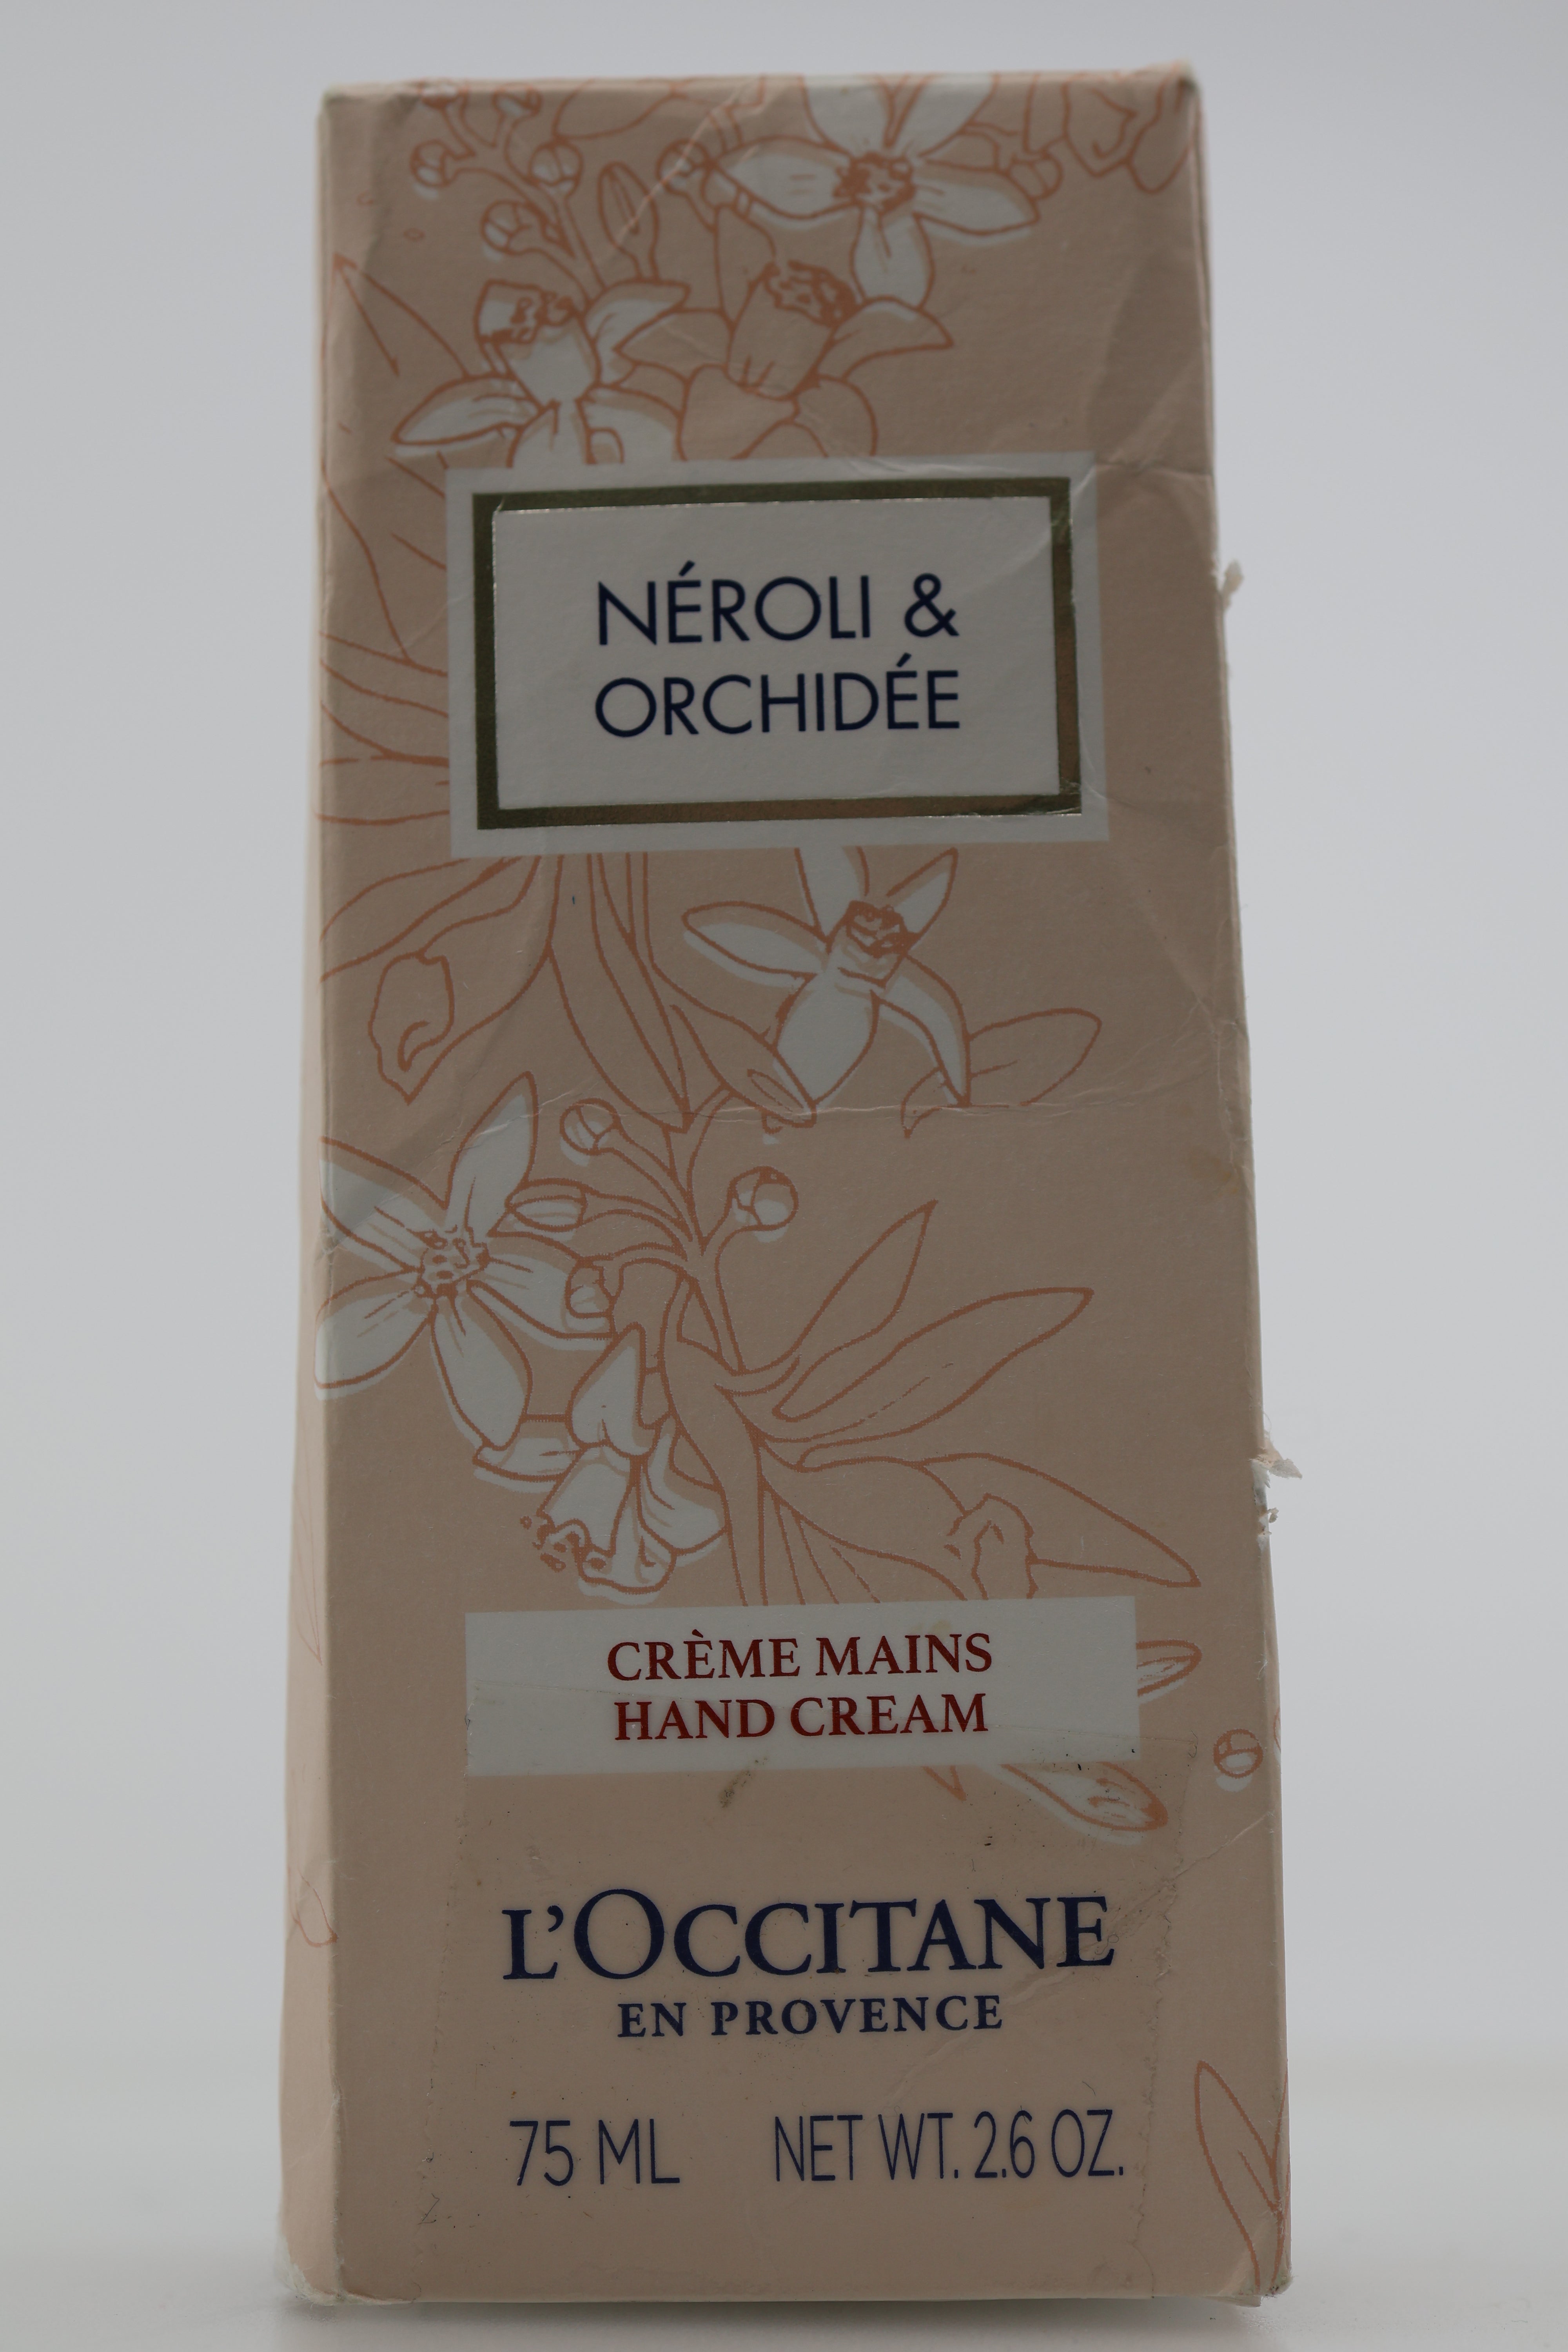 NÉROLI &
ORCHIDÉE
CRÈME MAINS
HAND CREAM
L'OCCITANE
EN PROVENCE
75 ML NET WT. 2.6 OZ.